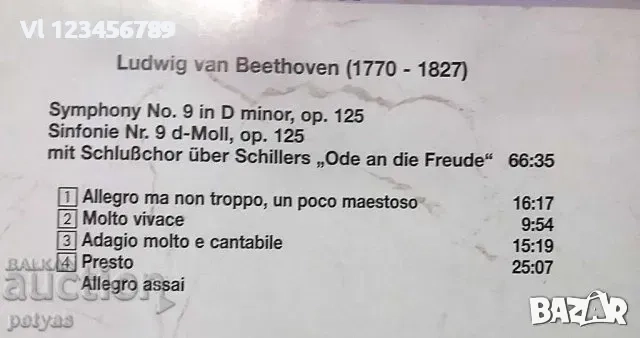 Vl 123456789
Ludwig van Beethoven (1770 - 1827)
Symphony No. 9 in D minor, op. 125
Sinfonie Nr. 9 d-Moll, op. 125
mit Schlußchor über Schillers „Ode an die Freude“ 66:35
1 Allegro ma non troppo, un poco maestoso 16:17
2 Molto vivace 9:54
3 Adagio molto e cantabile 15:19
4 Presto 25:07
Allegro assai
BALKAN
auction
potyas
BAZAR